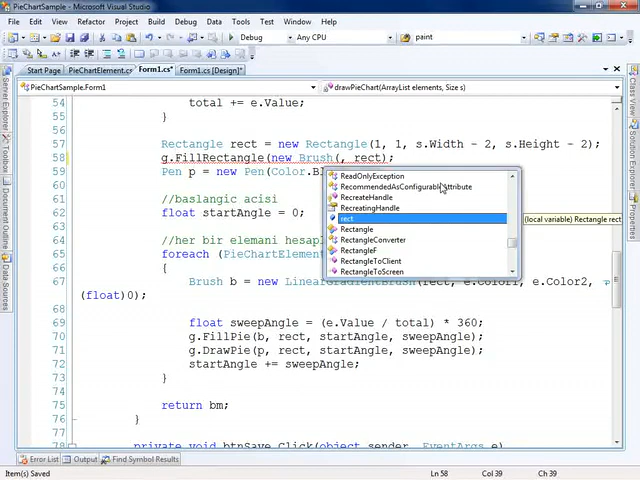 PieChartSample - Microsoft Visual Studio
File Edit View Refactor Project Build Debug Data Tools Test Window Help
Debug Any CPU paint
Start Page PieChartElement.cs Form1.cs* Form1.cs [Design]*
PieChartSample.Form1 drawPieChart(ArrayList elements, Size s)
Server Explorer
Toolbox
Data Sources
Class View
Properties
54 total += e.Value;
55 }
56
57 Rectangle rect = new Rectangle(1, 1, s.Width - 2, s.Height - 2);
58 g.FillRectangle(new Brush(, rect);
59 Pen p = new Pen(Color.Bl
60
61 //baslangic acisi
62 float startAngle = 0;
63
64 //her bir elemani hesapl
65 foreach (PieChartElement
66 {
67 Brush b = new LinearGradientBrush(rect, e.Color1, e.Color2,
(float)0);
68
69 float sweepAngle = (e.Value / total) * 360;
70 g.FillPie(b, rect, startAngle, sweepAngle);
71 g.DrawPie(p, rect, startAngle, sweepAngle);
72 startAngle += sweepAngle;
73 }
74
75 return bm;
76 }
77
78 private void btnSave_Click(object sender, EventArgs e)
ReadOnlyException
RecommendedAsConfigurableAttribute
RecreateHandle
RecreatingHandle
rect
Rectangle
RectangleConverter
RectangleF
RectangleToClient
RectangleToScreen
(local variable) Rectangle rect
Error List Output Find Symbol Results
Item(s) Saved Ln 58 Col 39 Ch 39